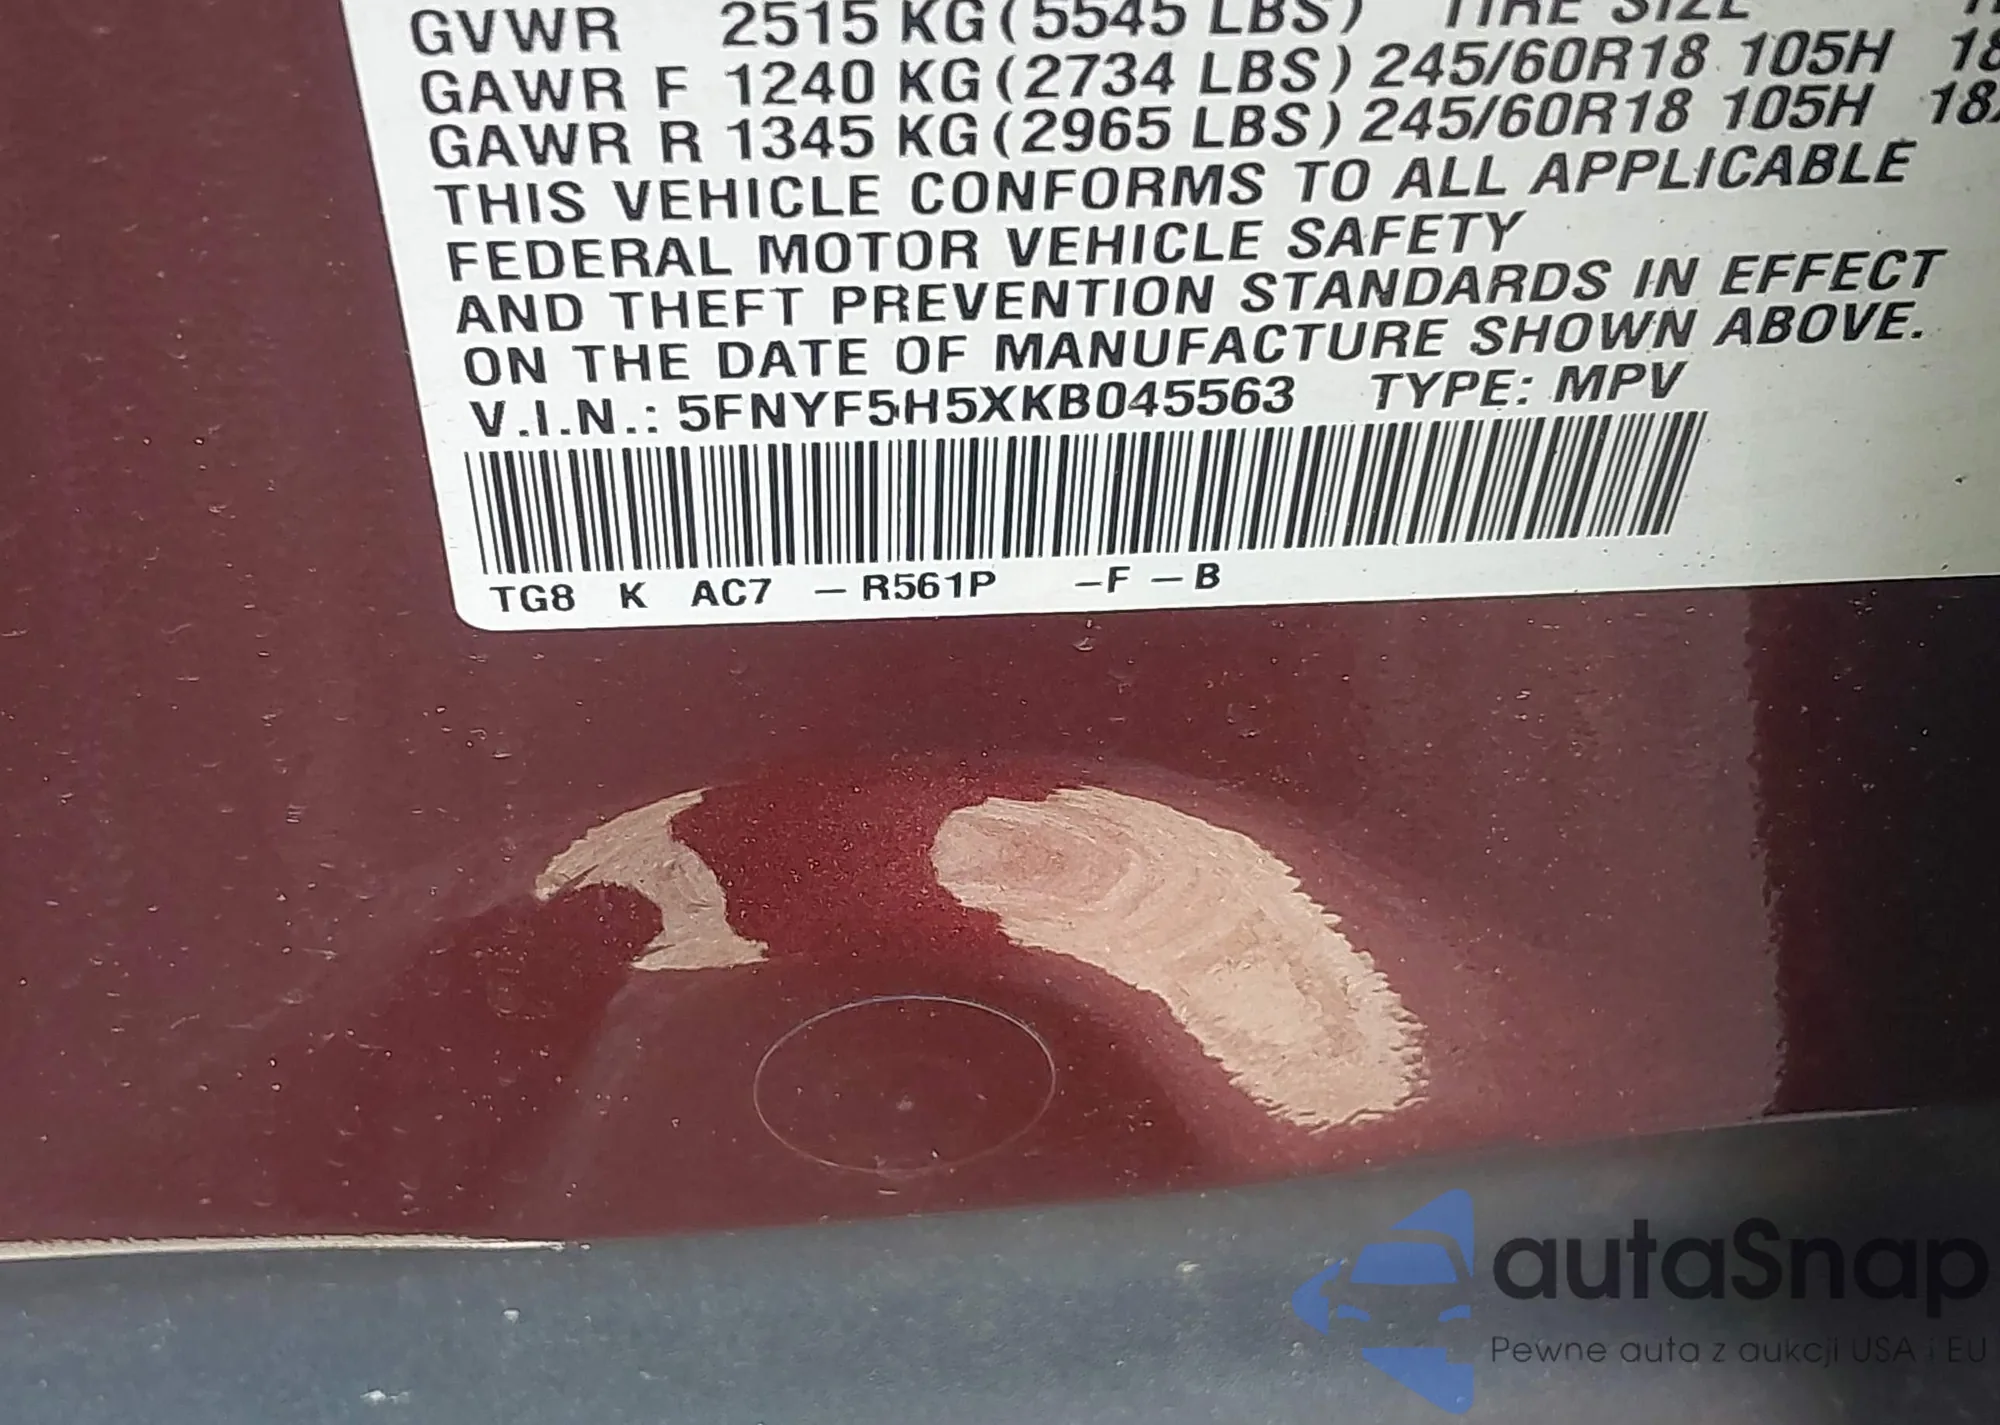 GVWR 2515 KG (5545 LBS) TIRE SIZE
GAWR F 1240 KG (2734 LBS) 245/60R18 105H 18
GAWR R 1345 KG (2965 LBS) 245/60R18 105H 18
THIS VEHICLE CONFORMS TO ALL APPLICABLE
FEDERAL MOTOR VEHICLE SAFETY
AND THEFT PREVENTION STANDARDS IN EFFECT
ON THE DATE OF MANUFACTURE SHOWN ABOVE.
V.I.N.: 5FNYF5H5XKB045563 TYPE: MPV
TG8 K AC7 – R561P –F – B
autaSnap
Pewne auta z aukcji USA i EU